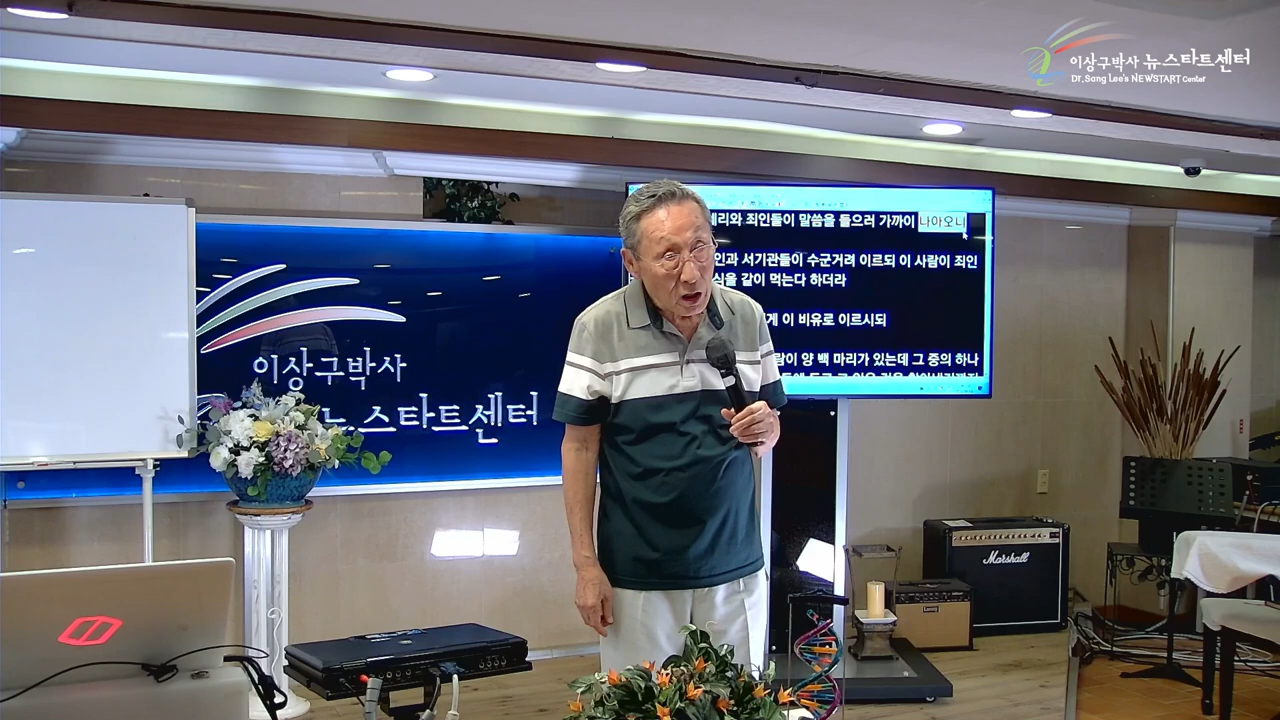 이상구박사 뉴스타트센터
Dr. Sang Lee's NEWSTART Center
이상구박사
뉴스타트센터
리와 죄인들이 말씀을 들으러 가까이 나아오니
인과 서기관들이 수군거려 이르되 이 사람이 죄인
을 같이 먹는다 하더라
게 이 비유로 이르시되
람이 양 백 마리가 있는데 그 중의 하나
Marshall